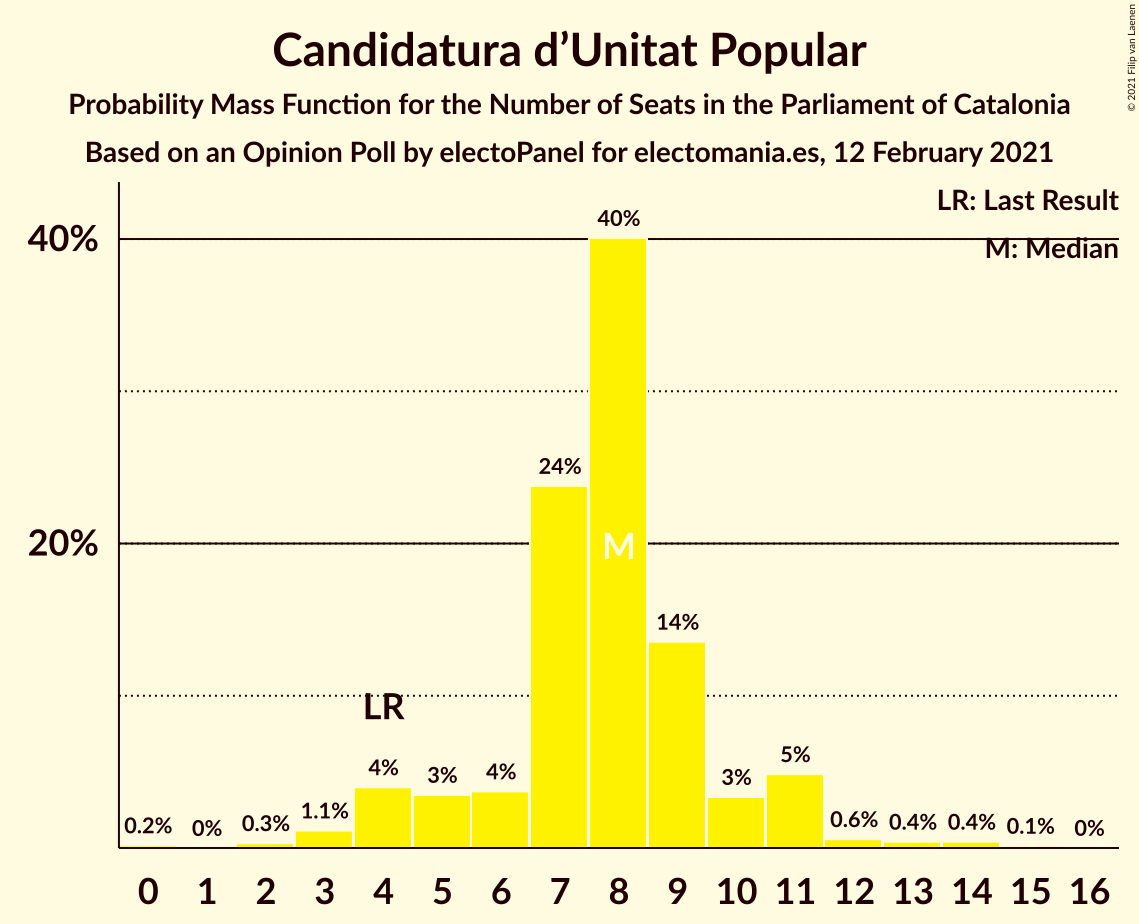 Candidatura d’Unitat Popular
Probability Mass Function for the Number of Seats in the Parliament of Catalonia
Based on an Opinion Poll by electoPanel for electomania.es, 12 February 2021
© 2021 Filip van Laenen
LR: Last Result
M: Median
40%
20%
0.2%
0%
0.3%
1.1%
4%
3%
4%
24%
40%
14%
3%
5%
0.6%
0.4%
0.4%
0.1%
0%
LR
M
0 1 2 3 4 5 6 7 8 9 10 11 12 13 14 15 16